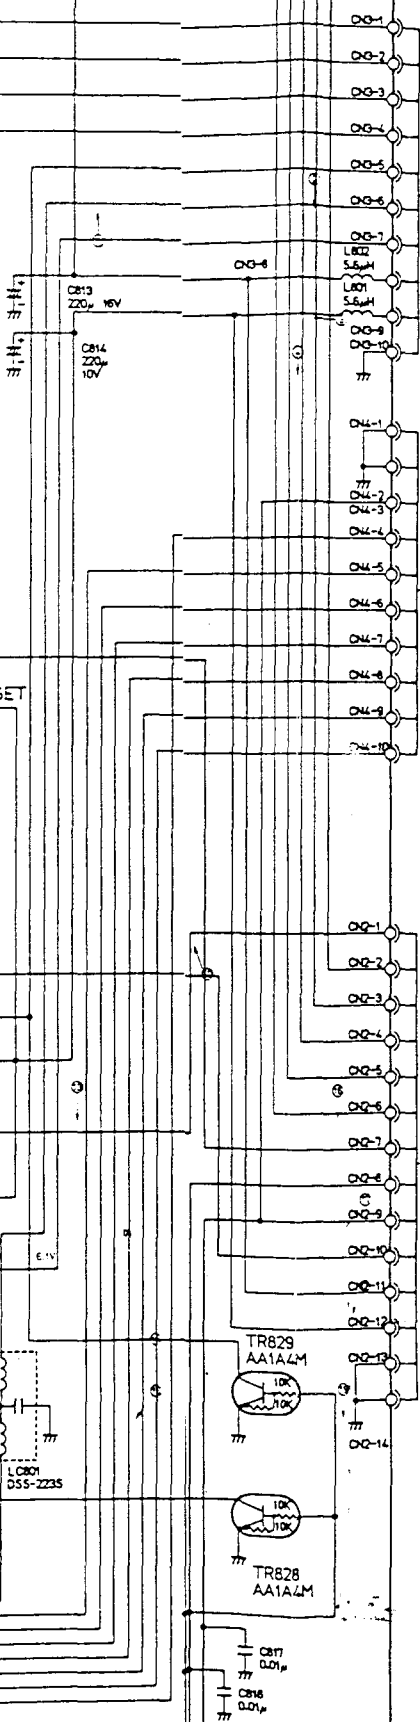 CN3-1
CN3-2
CN3-3
CN3-4
CN3-5
CN3-6
CN3-7
CN3-8
L802
5.6μH
L801
5.6μH
C813
220μ 16V
CN3-9
CN3-10
C814
220μ
10V
CN4-1
CN4-2
CN4-3
CN4-4
CN4-5
CN4-6
CN4-7
CN4-8
SET
CN4-9
CN4-10
CN2-1
CN2-2
CN2-3
CN2-4
CN2-5
CN2-6
CN2-7
CN2-8
CN2-9
CN2-10
6.1V
CN2-11
CN2-12
TR829
AA1A4M
CN2-13
10K
10K
CN2-14
LC801
DSS-223S
10K
10K
TR828
AA1A4M
C817
0.01μ
C816
0.01μ